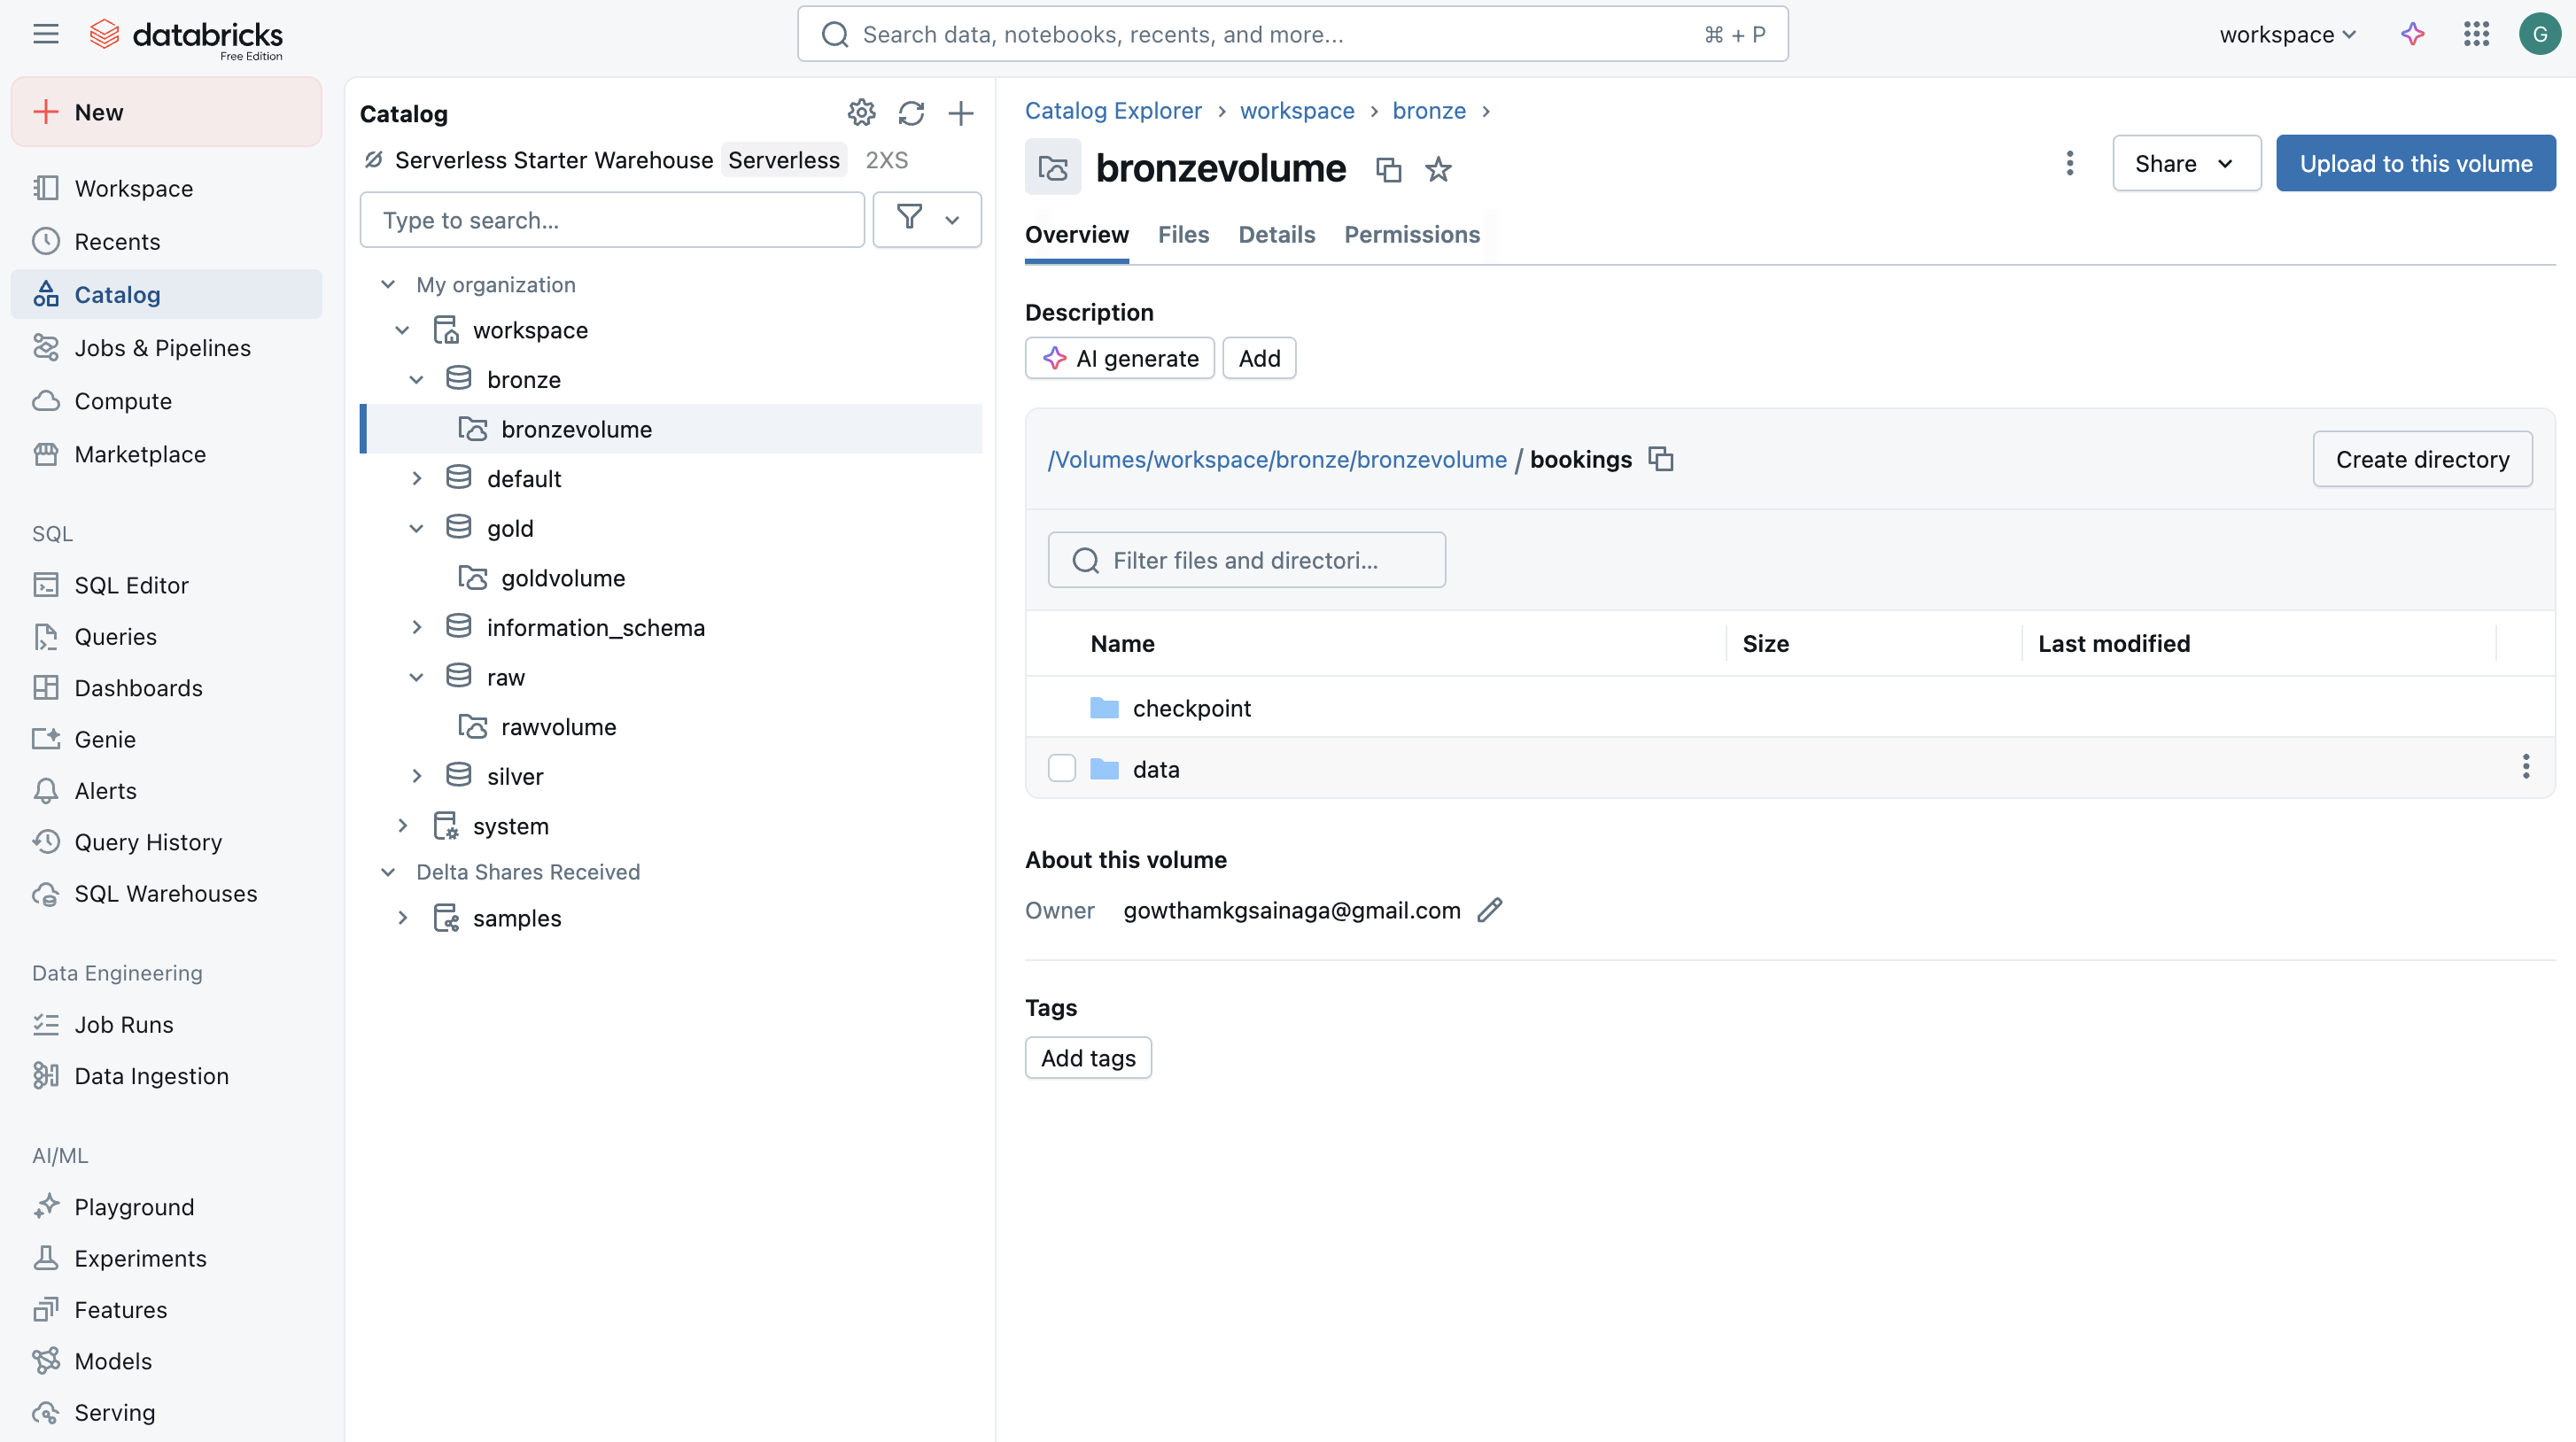 databricks
Free Edition
Search data, notebooks, recents, and more...
⌘ + P
workspace
G
New
Workspace
Recents
Catalog
Jobs & Pipelines
Compute
Marketplace
SQL
SQL Editor
Queries
Dashboards
Genie
Alerts
Query History
SQL Warehouses
Data Engineering
Job Runs
Data Ingestion
AI/ML
Playground
Experiments
Features
Models
Serving
Catalog
Serverless Starter Warehouse Serverless 2XS
Type to search...
My organization
workspace
bronze
bronzevolume
default
gold
goldvolume
information_schema
raw
rawvolume
silver
system
Delta Shares Received
samples
Catalog Explorer > workspace > bronze >
bronzevolume
Share
Upload to this volume
Overview Files Details Permissions
Description
AI generate Add
/Volumes/workspace/bronze/bronzevolume / bookings
Create directory
Filter files and directori...
Name Size Last modified
checkpoint
data
About this volume
Owner gowthamkgsainaga@gmail.com
Tags
Add tags